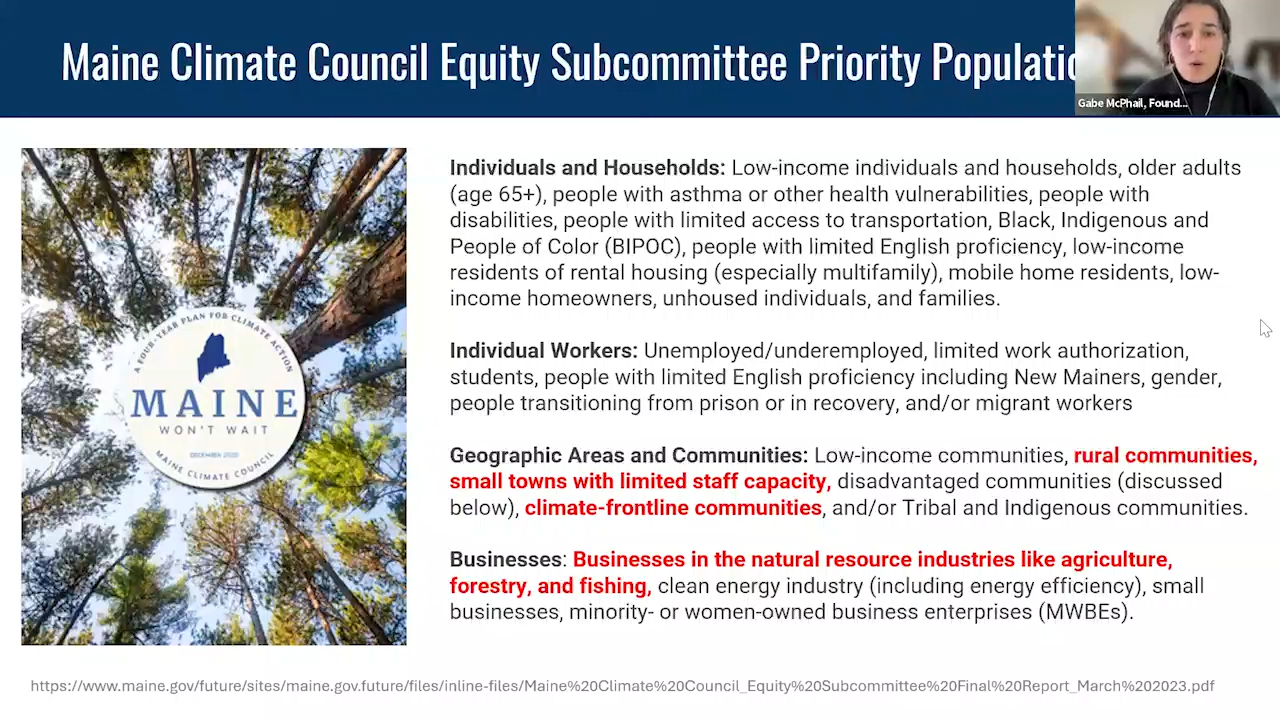 Maine Climate Council Equity Subcommittee Priority Populatio
Gabe McPhail, Found...
Individuals and Households: Low-income individuals and households, older adults
(age 65+), people with asthma or other health vulnerabilities, people with
disabilities, people with limited access to transportation, Black, Indigenous and
People of Color (BIPOC), people with limited English proficiency, low-income
residents of rental housing (especially multifamily), mobile home residents, low-
income homeowners, unhoused individuals, and families.
Individual Workers: Unemployed/underemployed, limited work authorization,
students, people with limited English proficiency including New Mainers, gender,
people transitioning from prison or in recovery, and/or migrant workers
Geographic Areas and Communities: Low-income communities, rural communities,
small towns with limited staff capacity, disadvantaged communities (discussed
below), climate-frontline communities, and/or Tribal and Indigenous communities.
Businesses: Businesses in the natural resource industries like agriculture,
forestry, and fishing, clean energy industry (including energy efficiency), small
businesses, minority- or women-owned business enterprises (MWBEs).
A FOUR-YEAR PLAN FOR CLIMATE ACTION
MAINE
WON'T WAIT
DECEMBER 2020
MAINE CLIMATE COUNCIL
https://www.maine.gov/future/sites/maine.gov.future/files/inline-files/Maine%20Climate%20Council_Equity%20Subcommittee%20Final%20Report_March%202023.pdf